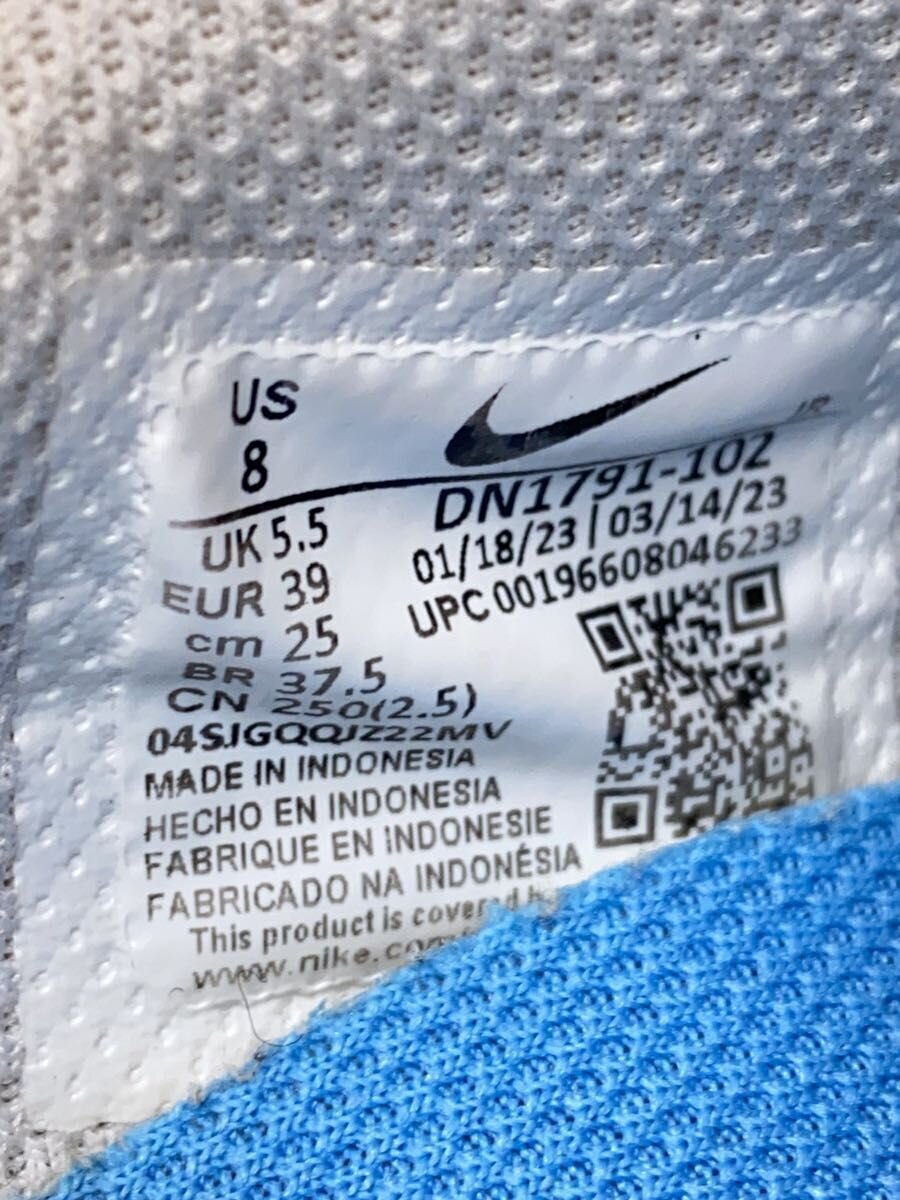 US
8
JP
DN1791-102
UK 5.5
01/18/23 | 03/14/23
EUR 39
UPC 00196608046233
cm 25
BR 37.5
CN 250(2.5)
04SJGQQJZ22MV
MADE IN INDONESIA
HECHO EN INDONESIA
FABRIQUE EN INDONESIE
FABRICADO NA INDONÉSIA
This product is covered
www.nike.com